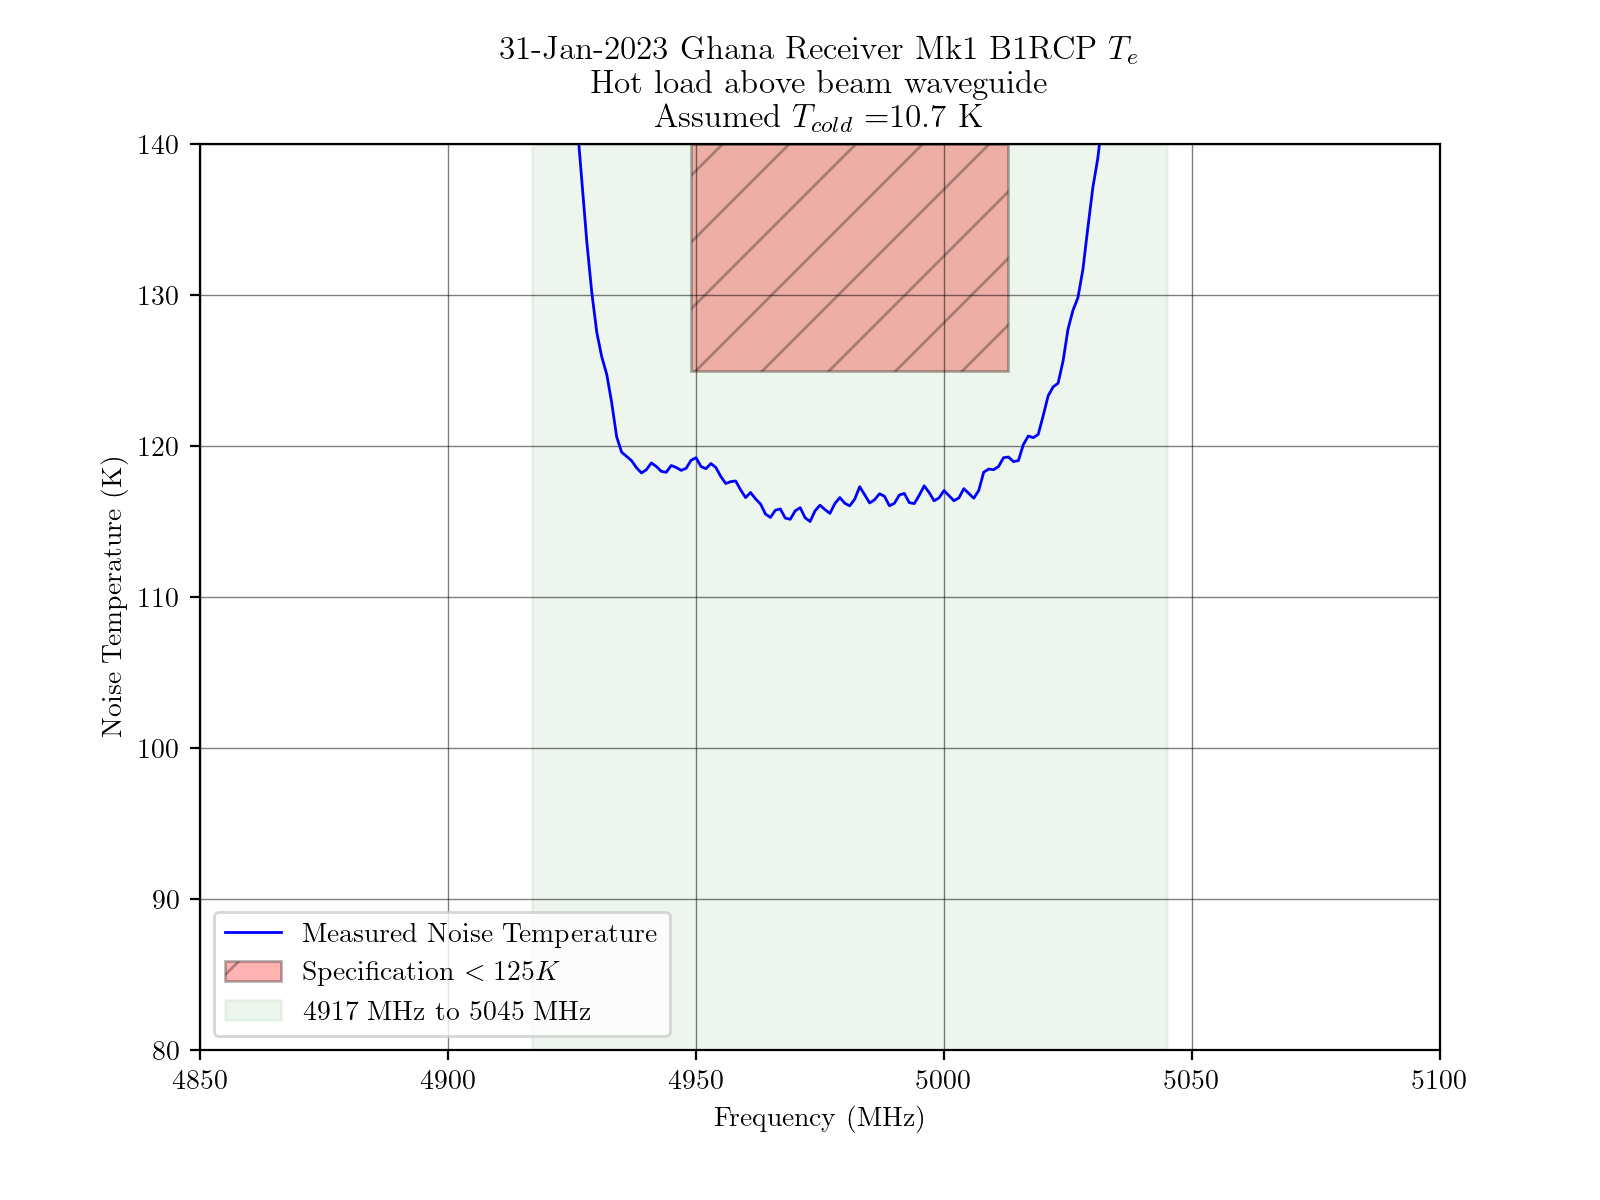 31-Jan-2023 Ghana Receiver Mk1 B1RCP T_e
Hot load above beam waveguide
Assumed T_cold =10.7 K
140
130
120
110
100
90
80
Noise Temperature (K)
Measured Noise Temperature
Specification < 125K
4917 MHz to 5045 MHz
4850 4900 4950 5000 5050 5100
Frequency (MHz)